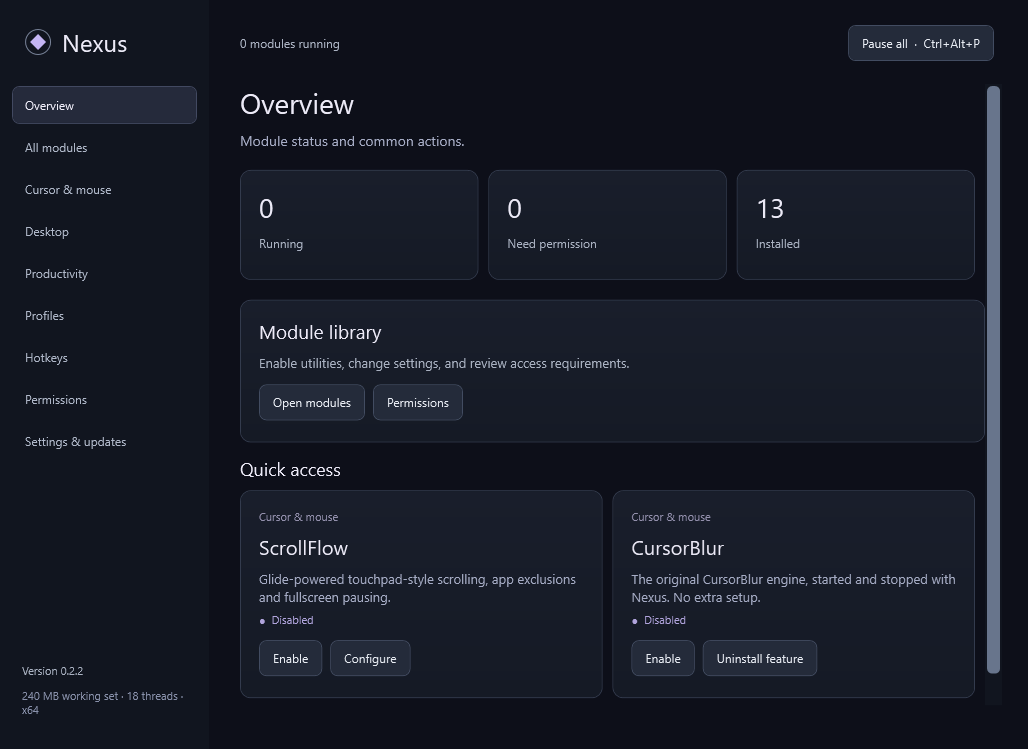 Nexus
0 modules running
Pause all · Ctrl+Alt+P
Overview
All modules
Cursor & mouse
Desktop
Productivity
Profiles
Hotkeys
Permissions
Settings & updates
Version 0.2.2
240 MB working set · 18 threads ·
x64
Overview
Module status and common actions.
0
Running
0
Need permission
13
Installed
Module library
Enable utilities, change settings, and review access requirements.
Open modules
Permissions
Quick access
Cursor & mouse
ScrollFlow
Glide-powered touchpad-style scrolling, app exclusions
and fullscreen pausing.
● Disabled
Enable
Configure
Cursor & mouse
CursorBlur
The original CursorBlur engine, started and stopped with
Nexus. No extra setup.
● Disabled
Enable
Uninstall feature